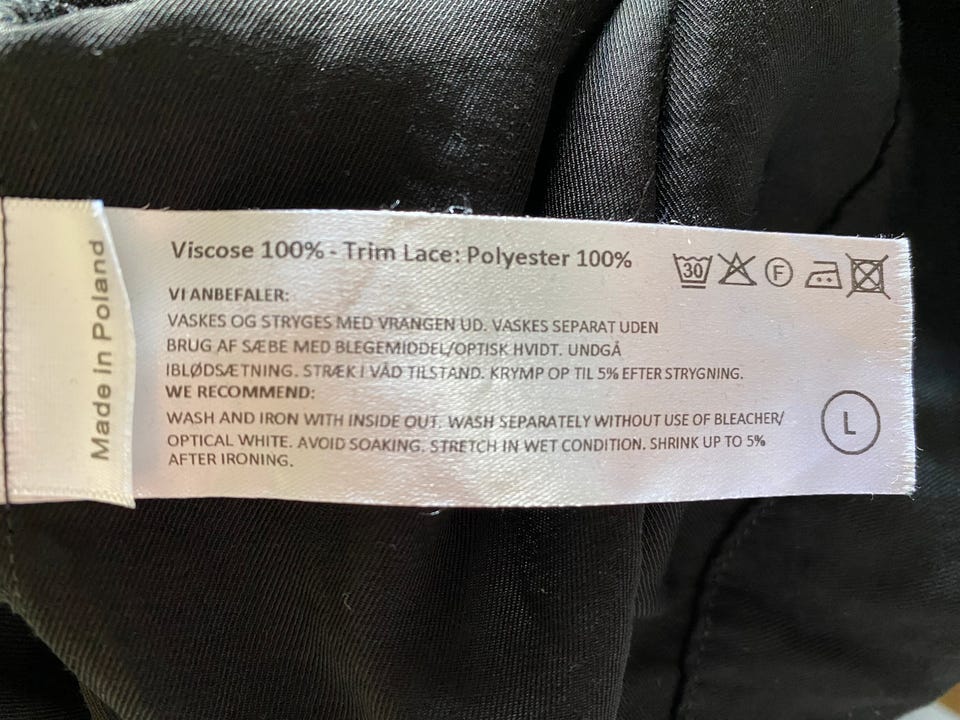 Made in Poland
Viscose 100% - Trim Lace: Polyester 100%
30 F
VI ANBEFALER:
VASKES OG STRYGES MED VRANGEN UD. VASKES SEPARAT UDEN
BRUG AF SÆBE MED BLEGEMIDDEL/OPTISK HVIDT. UNDGÅ
IBLØDSÆTNING. STRÆK I VÅD TILSTAND. KRYMP OP TIL 5% EFTER STRYGNING.
WE RECOMMEND:
WASH AND IRON WITH INSIDE OUT. WASH SEPARATELY WITHOUT USE OF BLEACHER/
OPTICAL WHITE. AVOID SOAKING. STRETCH IN WET CONDITION. SHRINK UP TO 5%
AFTER IRONING.
L